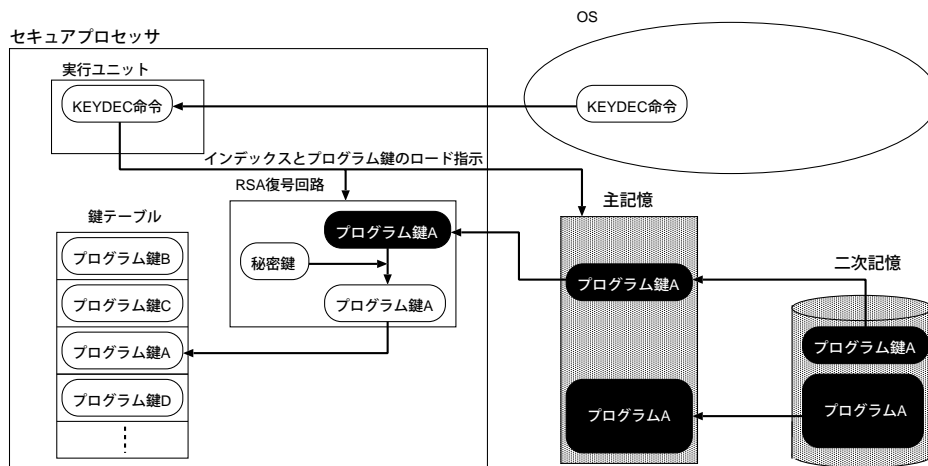 OS
セキュアプロセッサ
実行ユニット
KEYDEC命令
KEYDEC命令
インデックスとプログラム鍵のロード指示
RSA復号回路
主記憶
鍵テーブル
プログラム鍵A
プログラム鍵B
秘密鍵
二次記憶
プログラム鍵A
プログラム鍵C
プログラム鍵A
プログラム鍵A
プログラム鍵A
プログラム鍵D
プログラムA
プログラムA